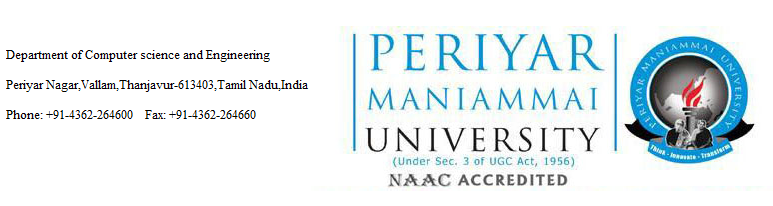 Department of Computer science and Engineering
Periyar Nagar,Vallam,Thanjavur-613403,Tamil Nadu,India
Phone: +91-4362-264600 Fax: +91-4362-264660
PERIYAR
MANIAMMAI
UNIVERSITY
(Under Sec. 3 of UGC Act, 1956)
NAAC ACCREDITED
PERIYAR MANIAMMAI UNIVERSITY
Think - Innovate - Transform